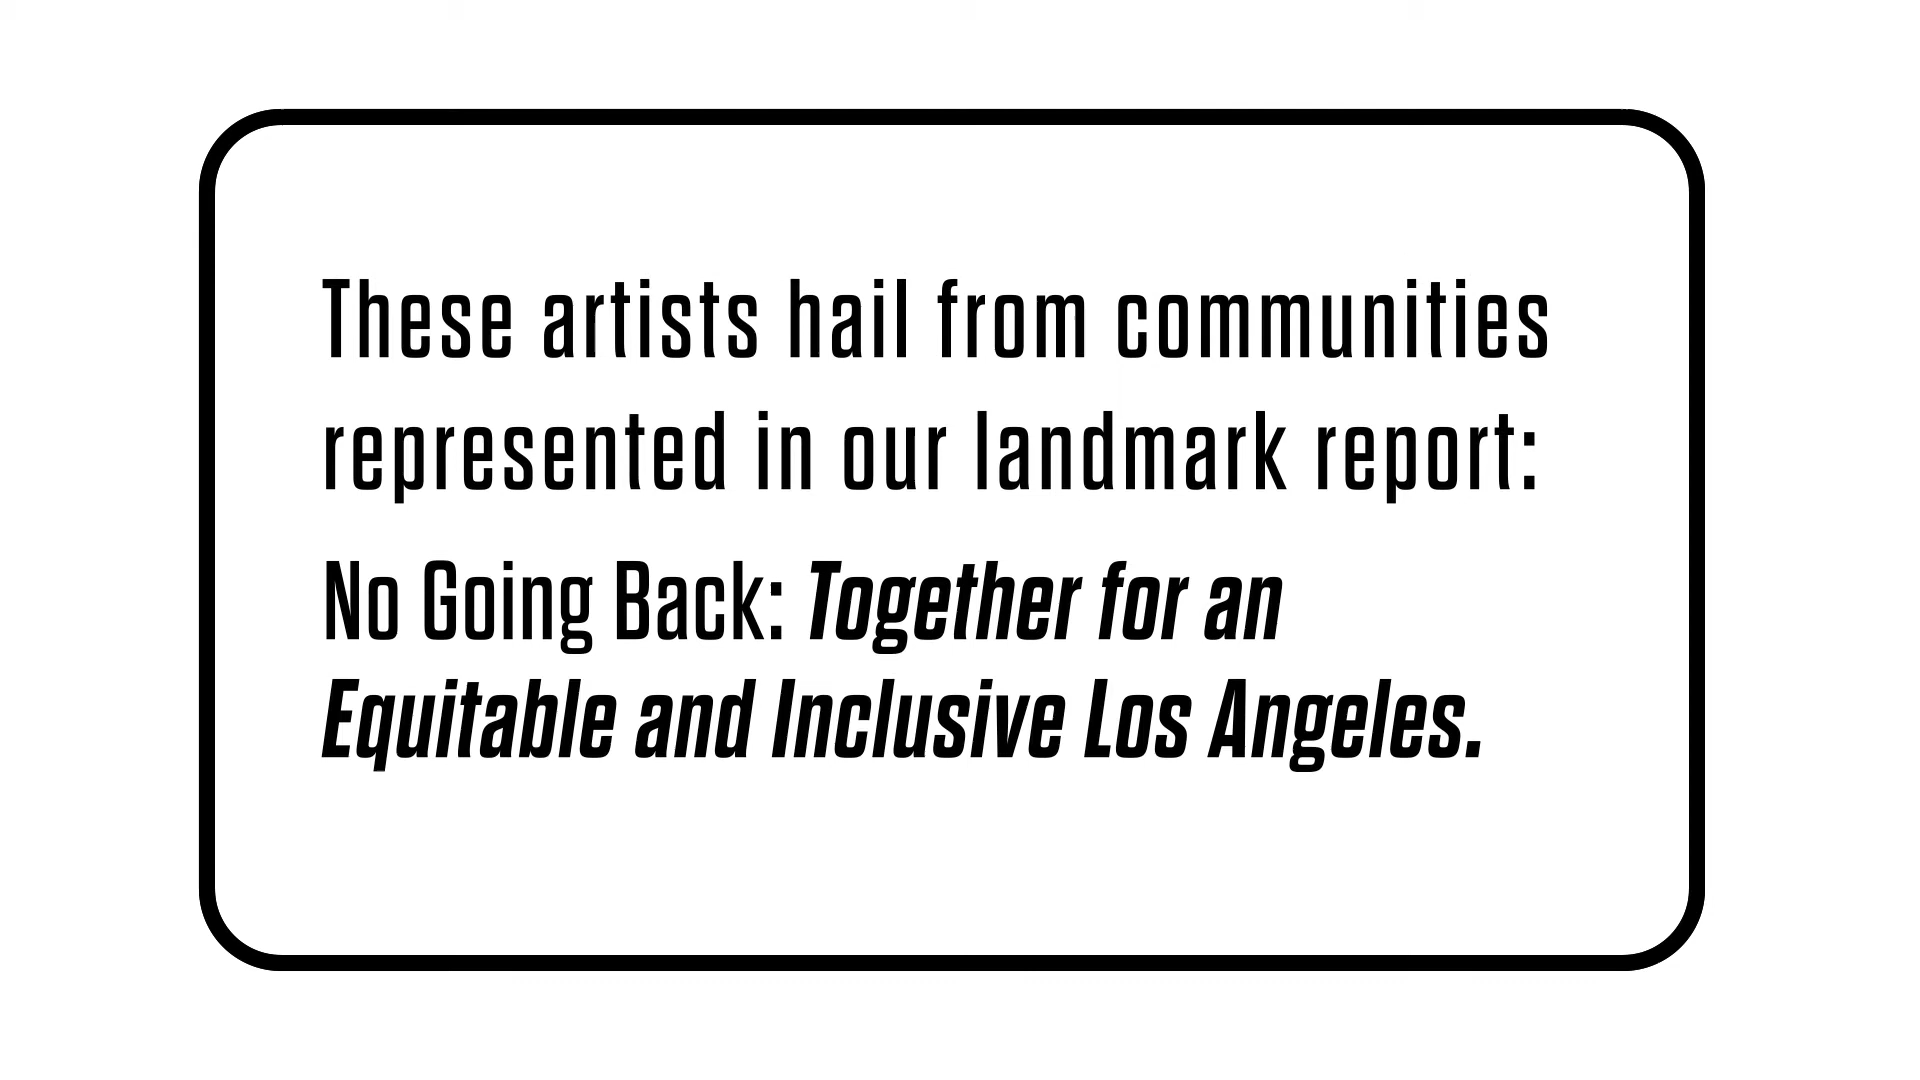 These artists hail from communities
represented in our landmark report:
No Going Back: Together for an
Equitable and Inclusive Los Angeles.